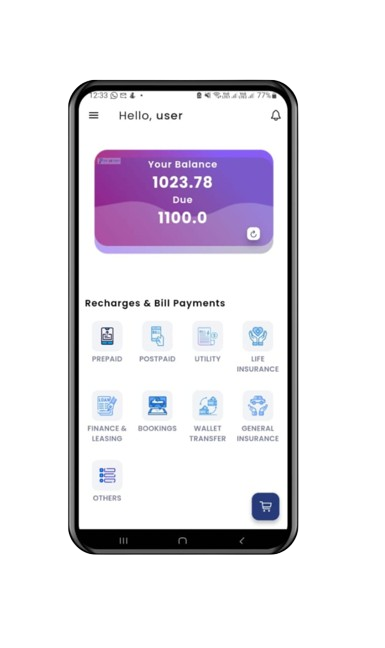 12:33
77%
Hello, user
Your Balance
1023.78
Due
1100.0
Recharges & Bill Payments
PREPAID
POSTPAID
UTILITY
LIFE
INSURANCE
FINANCE &
LEASING
BOOKINGS
WALLET
TRANSFER
GENERAL
INSURANCE
OTHERS